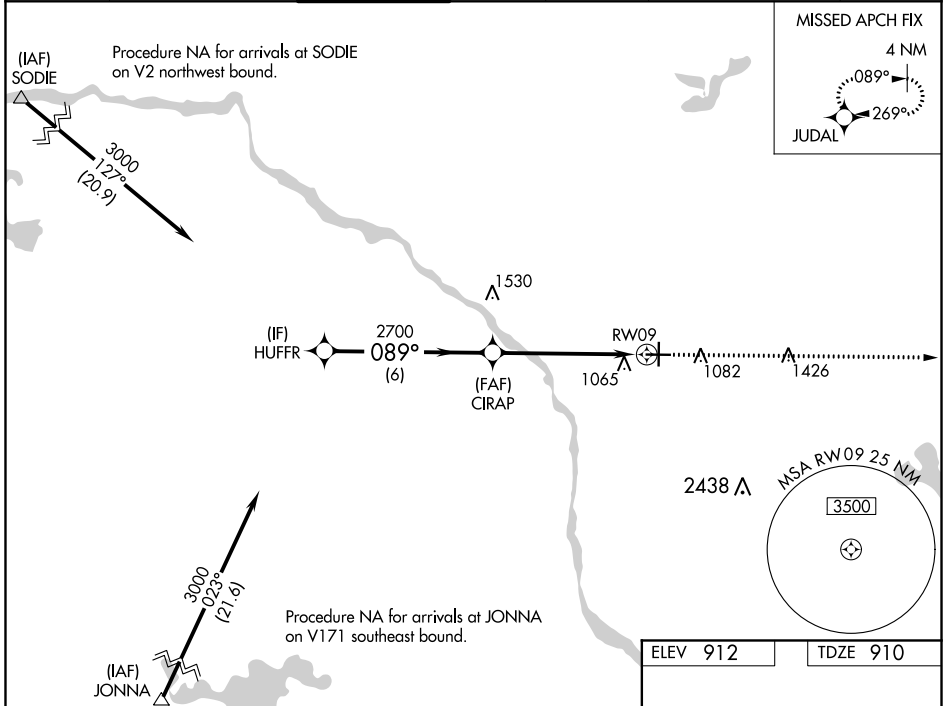 MISSED APCH FIX
4 NM
089°
269°
JUDAL
(IAF)
SODIE
Procedure NA for arrivals at SODIE
on V2 northwest bound.
3000
127°
(20.9)
1530
(IF)
HUFFR
2700
089°
(6)
(FAF)
CIRAP
RW09
1065
1082
1426
2438
MSA RW09 25 NM
3500
3000
023°
(21.6)
Procedure NA for arrivals at JONNA
on V171 southeast bound.
(IAF)
JONNA
ELEV 912
TDZE 910